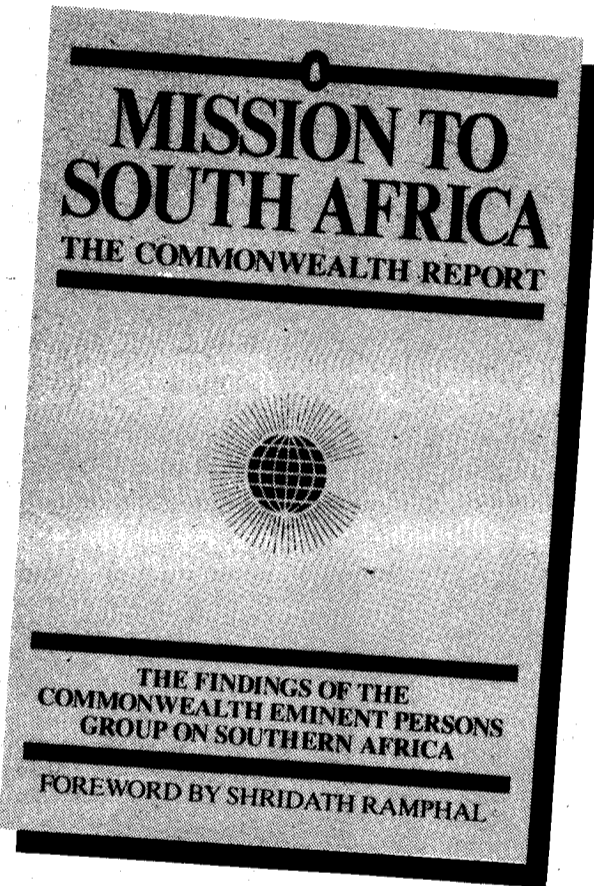 MISSION TO
SOUTH AFRICA
THE COMMONWEALTH REPORT
THE FINDINGS OF THE
COMMONWEALTH EMINENT PERSONS
GROUP ON SOUTHERN AFRICA
FOREWORD BY SHRIDATH RAMPHAL